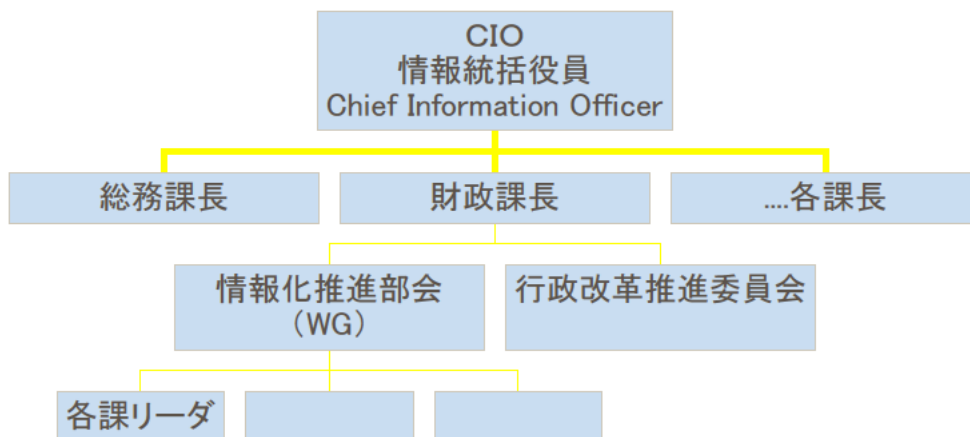 CIO
情報統括役員
Chief Information Officer
総務課長
財政課長
....各課長
情報化推進部会
（WG）
行政改革推進委員会
各課リーダ